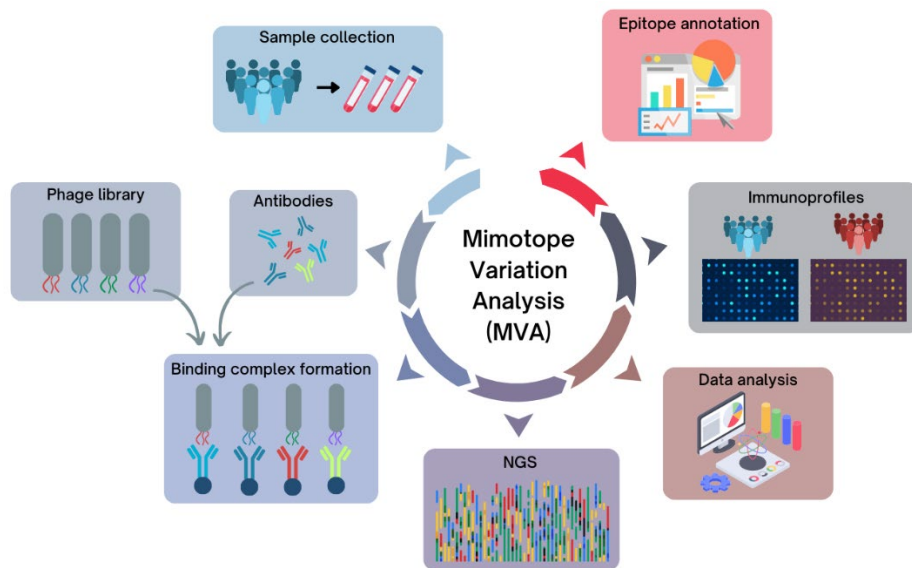 Sample collection
Epitope annotation
Phage library
Antibodies
Immunoprofiles
Mimotope
Variation
Analysis
(MVA)
Binding complex formation
Data analysis
NGS